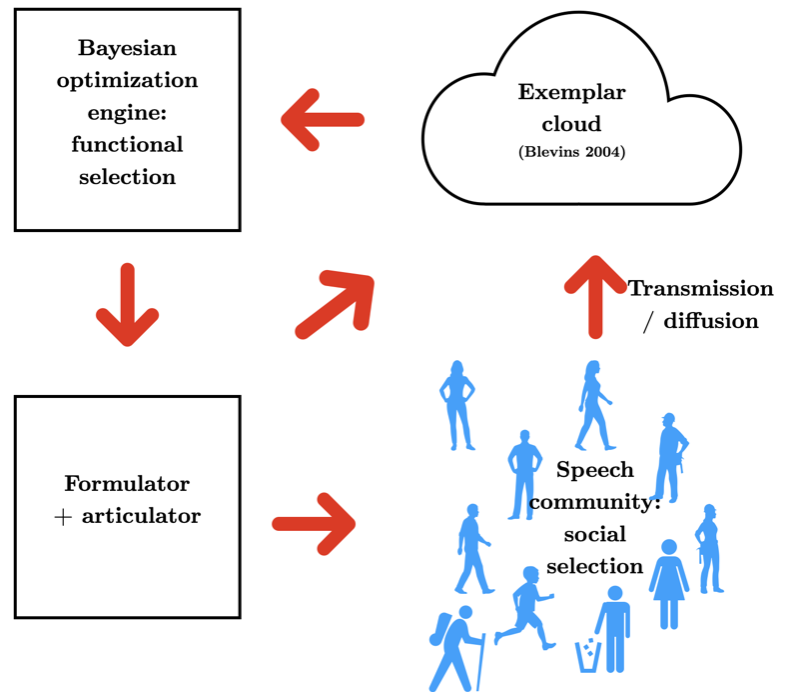 Bayesian
optimization
engine:
functional
selection
Exemplar
cloud
(Blevins 2004)
Transmission
/ diffusion
Formulator
+ articulator
Speech
community:
social
selection